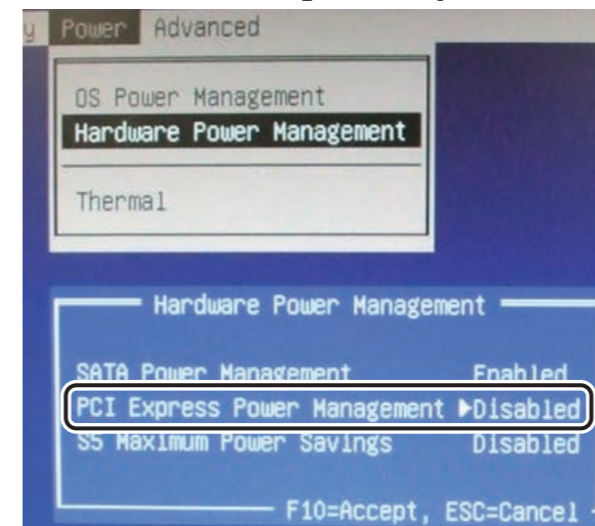 Power Advanced
OS Power Management
Hardware Power Management
Thermal
Hardware Power Management
SATA Power Management Enabled
PCI Express Power Management ▶Disabled
S5 Maximum Power Savings Disabled
F10=Accept, ESC=Cancel